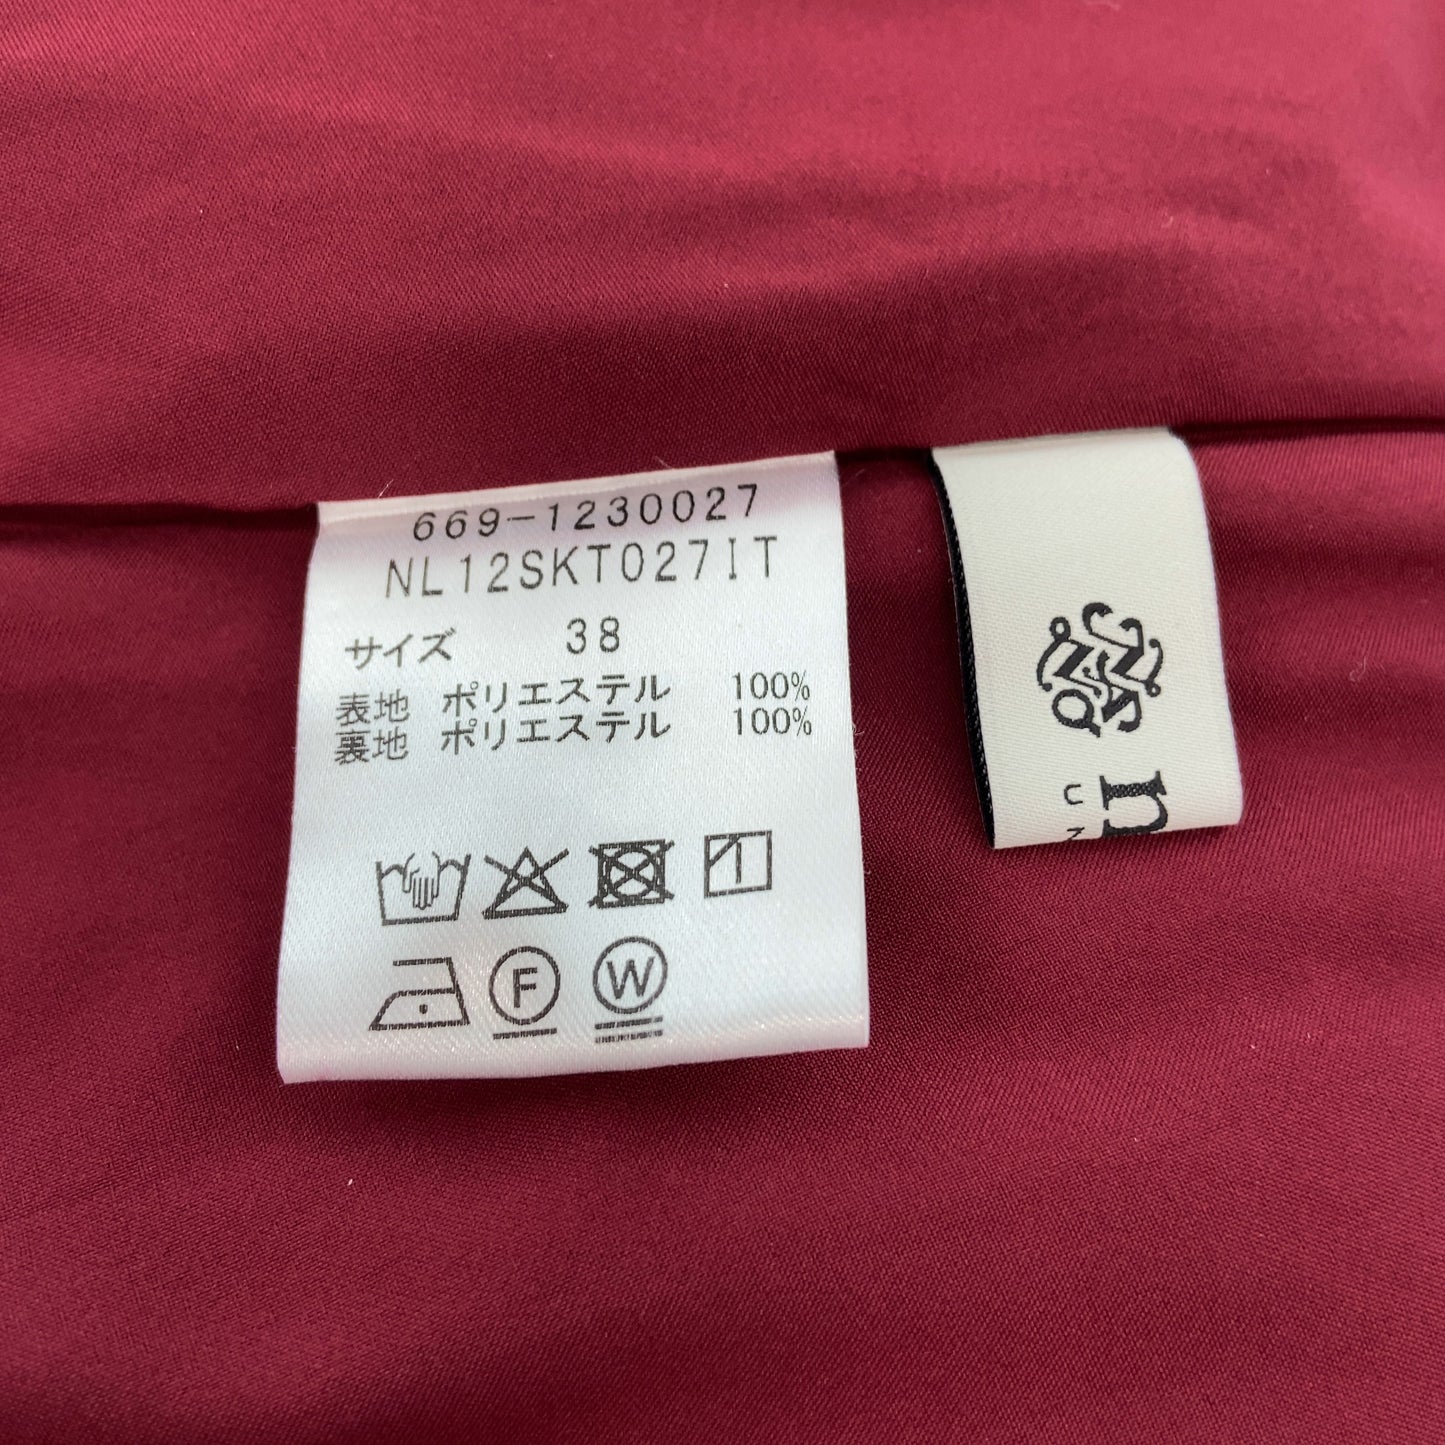 669-1230027
NL12SKT027IT
サイズ 38
表地 ポリエステル 100%
裏地 ポリエステル 100%
F W